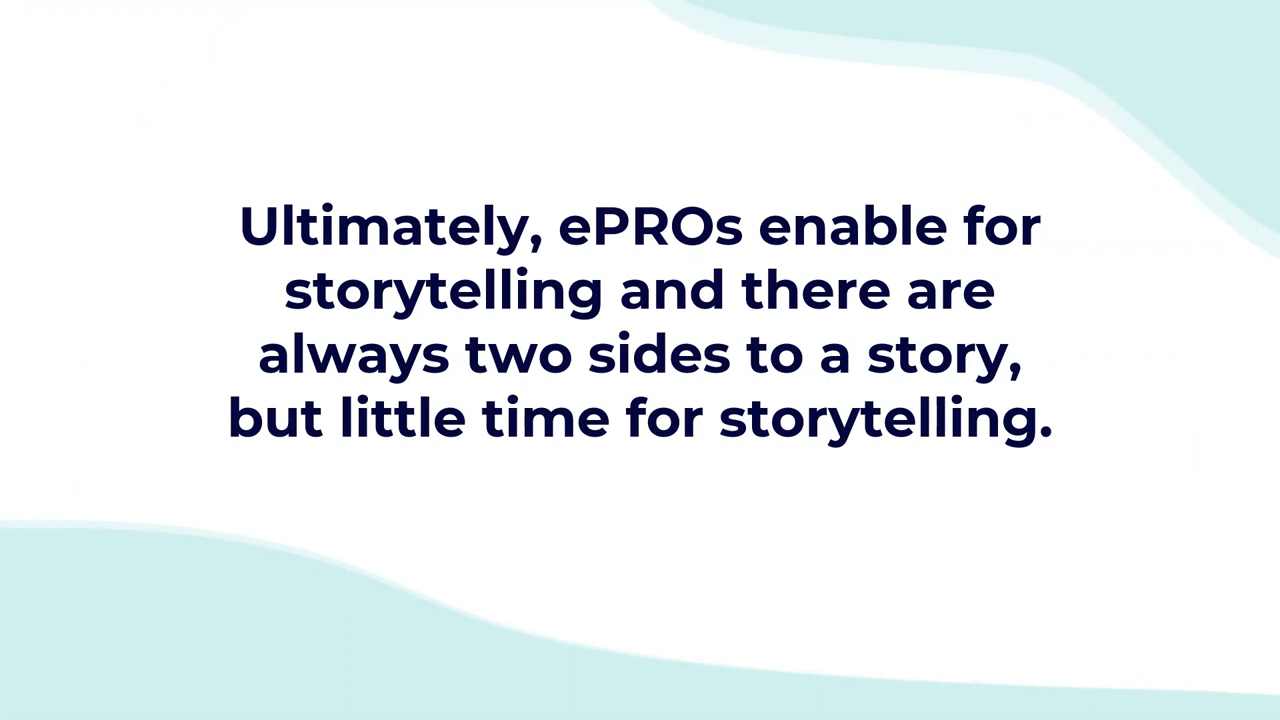 Ultimately, ePROs enable for
storytelling and there are
always two sides to a story,
but little time for storytelling.